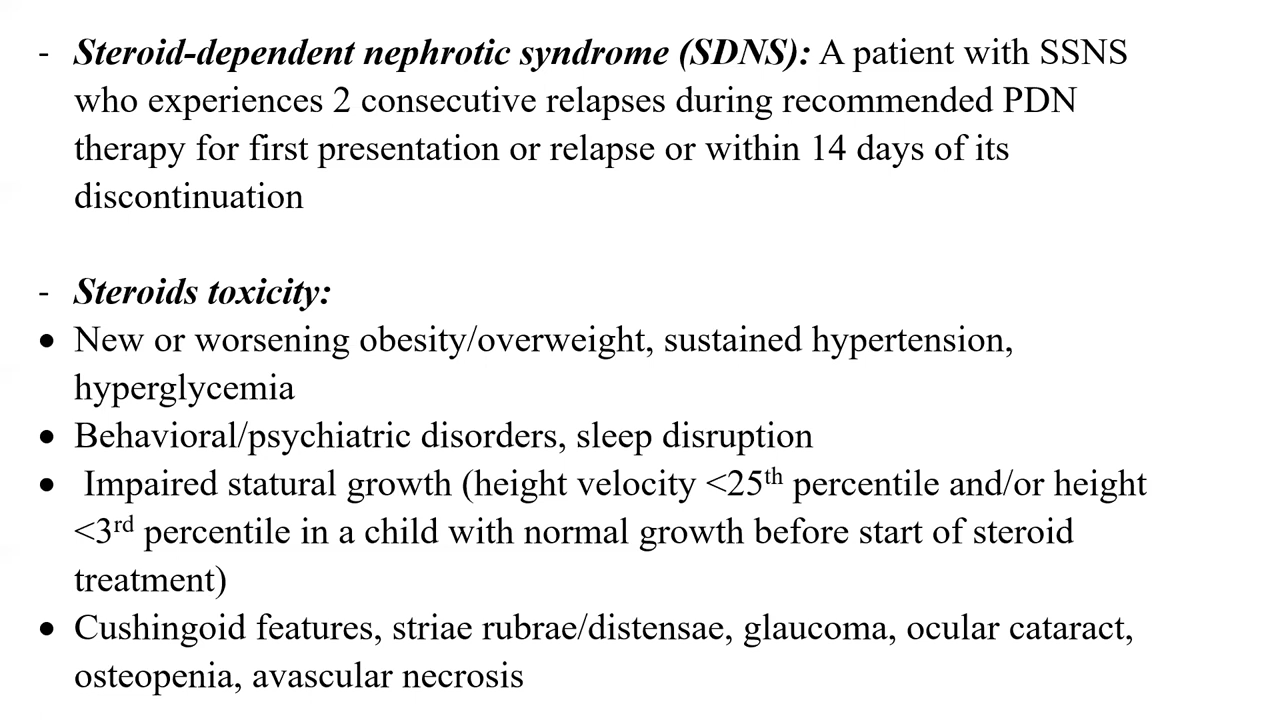 - Steroid-dependent nephrotic syndrome (SDNS): A patient with SSNS
who experiences 2 consecutive relapses during recommended PDN
therapy for first presentation or relapse or within 14 days of its
discontinuation
- Steroids toxicity:
• New or worsening obesity/overweight, sustained hypertension,
hyperglycemia
• Behavioral/psychiatric disorders, sleep disruption
• Impaired statural growth (height velocity <25th percentile and/or height
<3rd percentile in a child with normal growth before start of steroid
treatment)
• Cushingoid features, striae rubrae/distensae, glaucoma, ocular cataract,
osteopenia, avascular necrosis